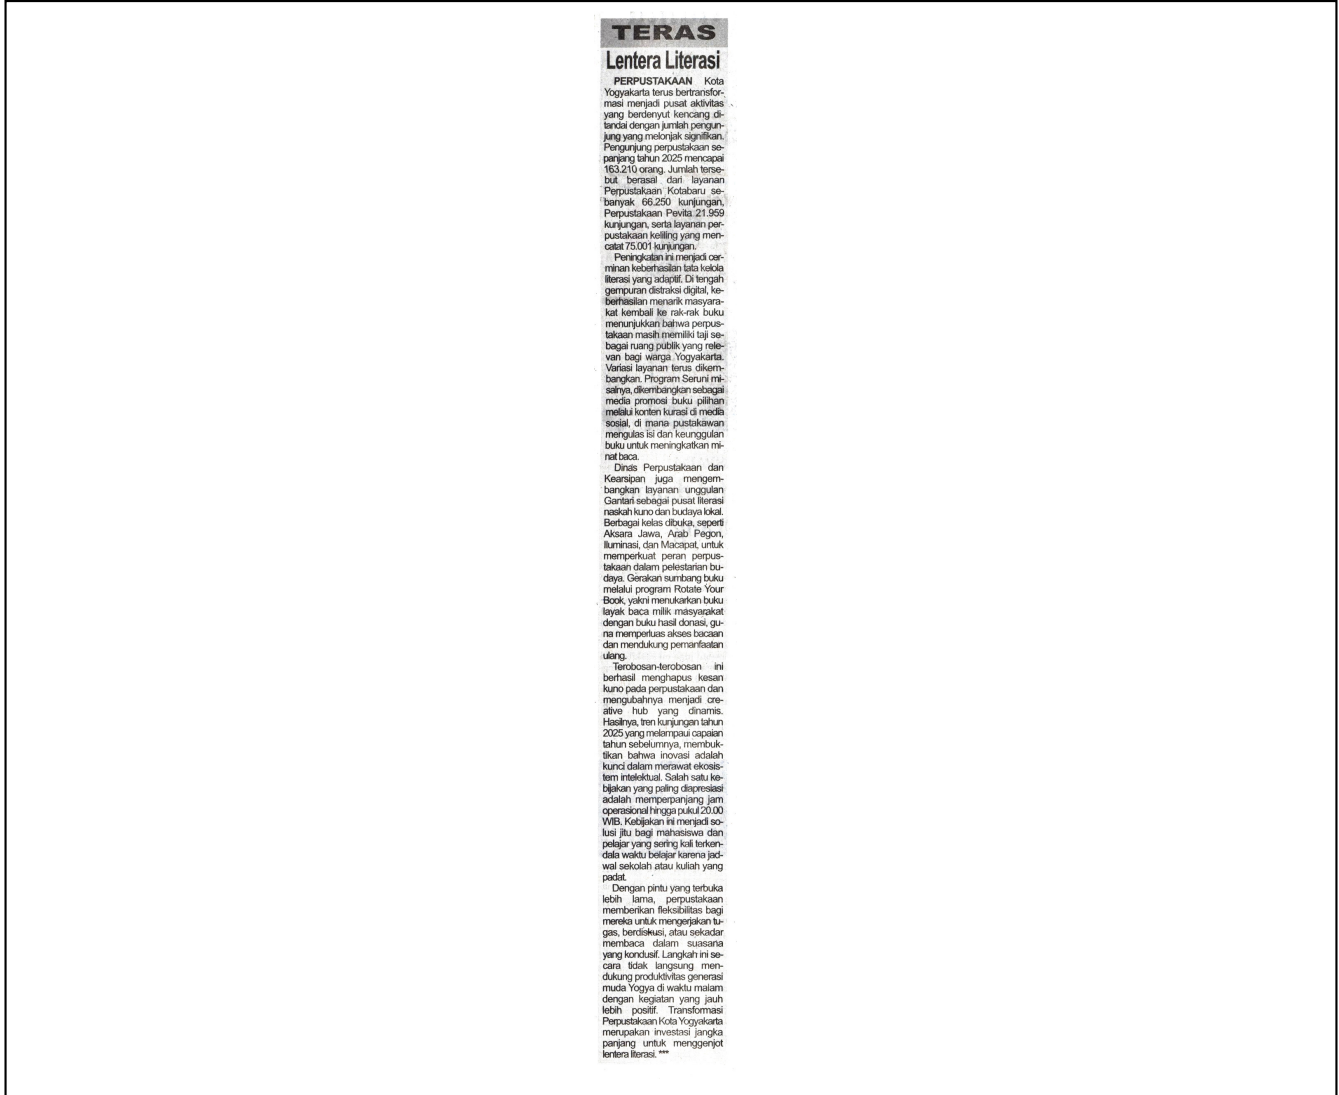 TERAS
Lentera Literasi
PERPUSTAKAAN Kota
Yogyakarta terus bertransfor-
masi menjadi pusat aktivitas
yang berdenyut kencang di-
tandai dengan jumlah pengun-
jung yang melonjak signifikan.
Pengunjung perpustakaan se-
panjang tahun 2025 mencapai
163.210 orang. Jumlah terse-
but berasal dari layanan
Perpustakaan Kotabaru se-
banyak 66.250 kunjungan,
Perpustakaan Pevita 21.959
kunjungan, serta layanan per-
pustakaan keliling yang men-
catat 75.001 kunjungan.
Peningkatan ini menjadi cer-
minan keberhasilan tata kelola
literasi yang adaptif. Di tengah
gempuran distraksi digital, ke-
berhasilan menarik masyara-
kat kembali ke rak-rak buku
menunjukkan bahwa perpus-
takaan masih memiliki taji se-
bagai ruang publik yang rele-
van bagi warga Yogyakarta.
Variasi layanan terus dikem-
bangkan. Program Seruni mi-
salnya, dikembangkan sebagai
media promosi buku pilihan
melalui konten kurasi di media
sosial, di mana pustakawan
mengulas isi dan keunggulan
buku untuk meningkatkan mi-
nat baca.
Dinas Perpustakaan dan
Kearsipan juga mengem-
bangkan layanan unggulan
Gantari sebagai pusat literasi
naskah kuno dan budaya lokal.
Berbagai kelas dibuka, seperti
Aksara Jawa, Arab Pegon,
Iluminasi, dan Macapat, untuk
memperkuat peran perpus-
takaan dalam pelestarian bu-
daya. Gerakan sumbang buku
melalui program Rotate Your
Book, yakni menukarkan buku
layak baca milik masyarakat
dengan buku hasil donasi, gu-
na memperluas akses bacaan
dan mendukung pemanfaatan
ulang.
Terobosan-terobosan ini
berhasil menghapus kesan
kuno pada perpustakaan dan
mengubahnya menjadi cre-
ative hub yang dinamis.
Hasilnya, tren kunjungan tahun
2025 yang melampaui capaian
tahun sebelumnya, membuk-
tikan bahwa inovasi adalah
kunci dalam merawat ekosis-
tem intelektual. Salah satu ke-
bijakan yang paling diapresiasi
adalah memperpanjang jam
operasional hingga pukul 20.00
WIB. Kebijakan ini menjadi so-
lusi jitu bagi mahasiswa dan
pelajar yang sering kali terken-
dala waktu belajar karena jad-
wal sekolah atau kuliah yang
padat.
Dengan pintu yang terbuka
lebih lama, perpustakaan
memberikan fleksibilitas bagi
mereka untuk mengerjakan tu-
gas, berdiskusi, atau sekadar
membaca dalam suasana
yang kondusif. Langkah ini se-
cara tidak langsung men-
dukung produktivitas generasi
muda Yogya di waktu malam
dengan kegiatan yang jauh
lebih positif. Transformasi
Perpustakaan Kota Yogyakarta
merupakan investasi jangka
panjang untuk menggenjot
lentera literasi. ***